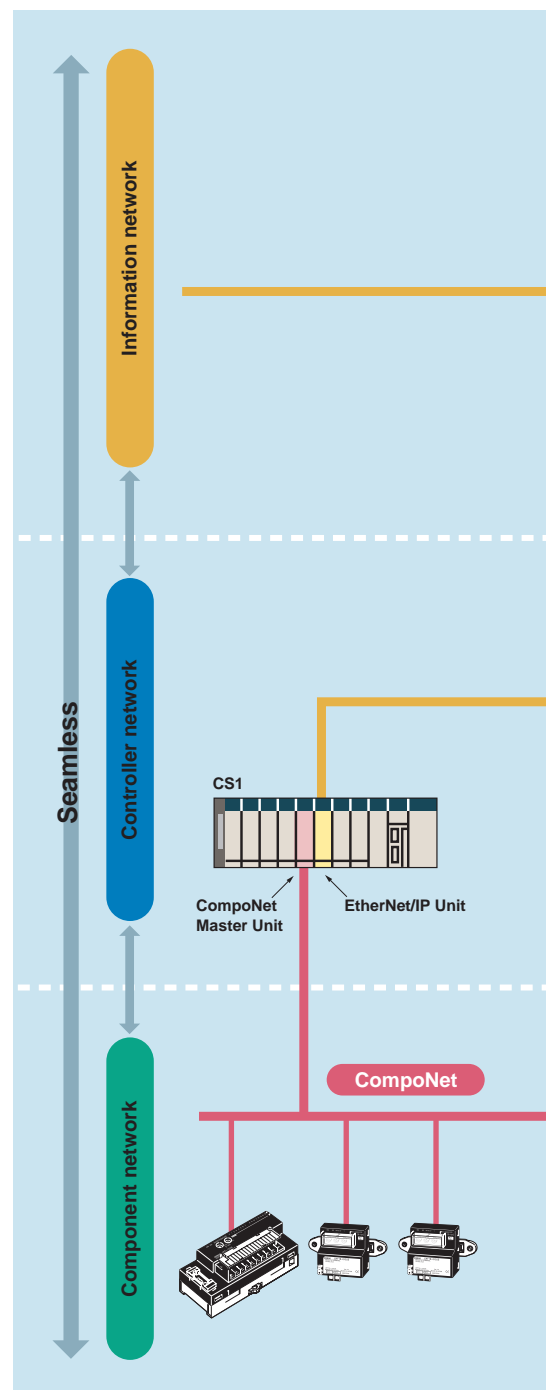 Seamless
Information network
Controller network
CS1
CompoNet
Master Unit
EtherNet/IP Unit
Component network
CompoNet